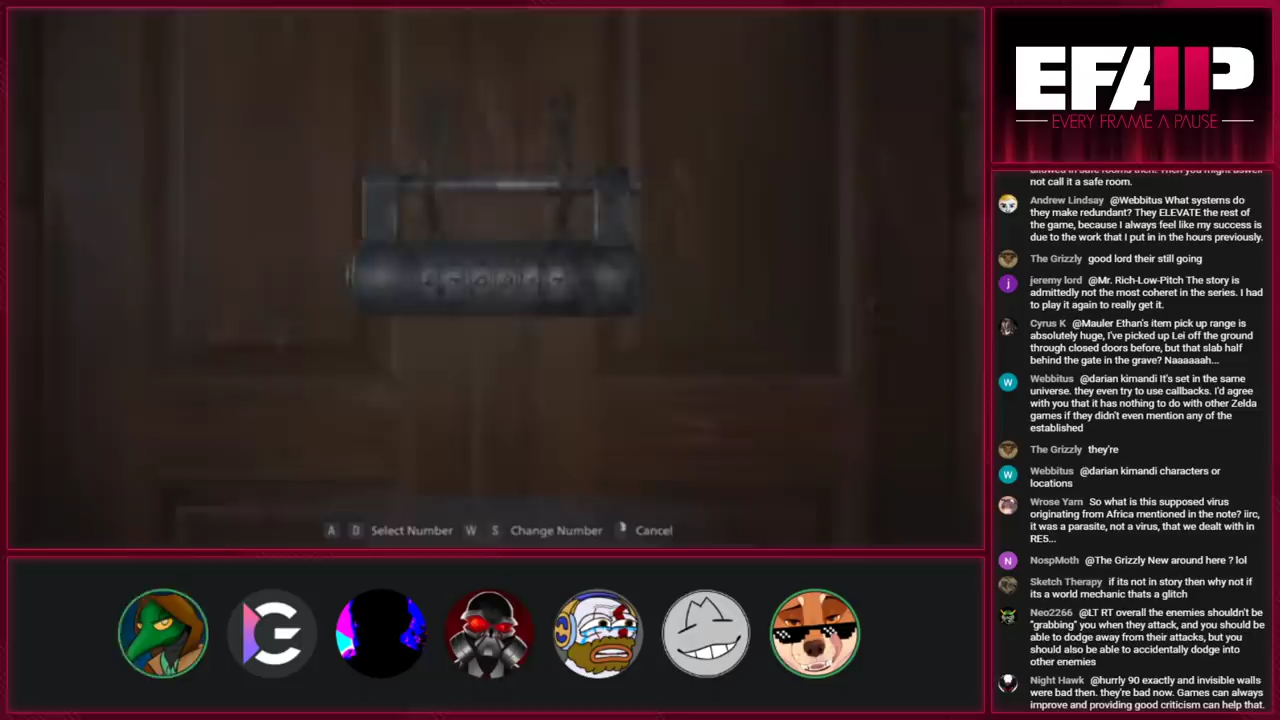 EFAP
EVERY FRAME A PAUSE
not call it a safe room.
Andrew Lindsay @Webbitus What systems do
they make redundant? They ELEVATE the rest of
the game, because I always feel like my success is
due to the work that I put in in the hours previously.
The Grizzly good lord their still going
jeremy lord @Mr. Rich-Low-Pitch The story is
admittedly not the most coheret in the series. I had
to play it again to really get it.
Cyrus K @Mauler Ethan's item pick up range is
absolutely huge, I've picked up Lei off the ground
through closed doors before, but that slab half
behind the gate in the grave? Naaaaaah...
Webbitus @darian kimandi It's set in the same
universe. they even try to use callbacks. I'd agree
with you that it has nothing to do with other Zelda
games if they didn't even mention any of the
established
The Grizzly they're
Webbitus @darian kimandi characters or
locations
Wrose Yam So what is this supposed virus
originating from Africa mentioned in the note? iirc,
it was a parasite, not a virus, that we dealt with in
RE5...
NospMoth @The Grizzly New around here ? lol
Sketch Therapy if its not in story then why not if
its a world mechanic thats a glitch
Neo2266 @LT RT overall the enemies shouldn't be
"grabbing" you when they attack, and you should be
able to dodge away from their attacks, but you
should also be able to accidentally dodge into
other enemies
Night Hawk @hurrly 90 exactly and invisible walls
were bad then. they're bad now. Games can always
improve and providing good criticism can help that.
A D Select Number W S Change Number Cancel